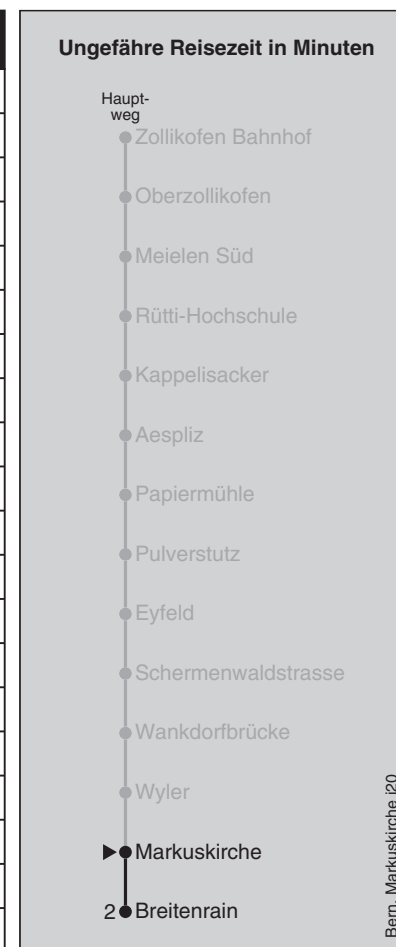 Ungefähre Reisezeit in Minuten
Haupt-
weg
Zollikofen Bahnhof
Oberzollikofen
Meielen Süd
Rütti-Hochschule
Kappelisacker
Aespliz
Papiermühle
Pulverstutz
Eyfeld
Schermenwaldstrasse
Wankdorfbrücke
Wyler
Markuskirche
2 Breitenrain
Bern, Markuskirche i20